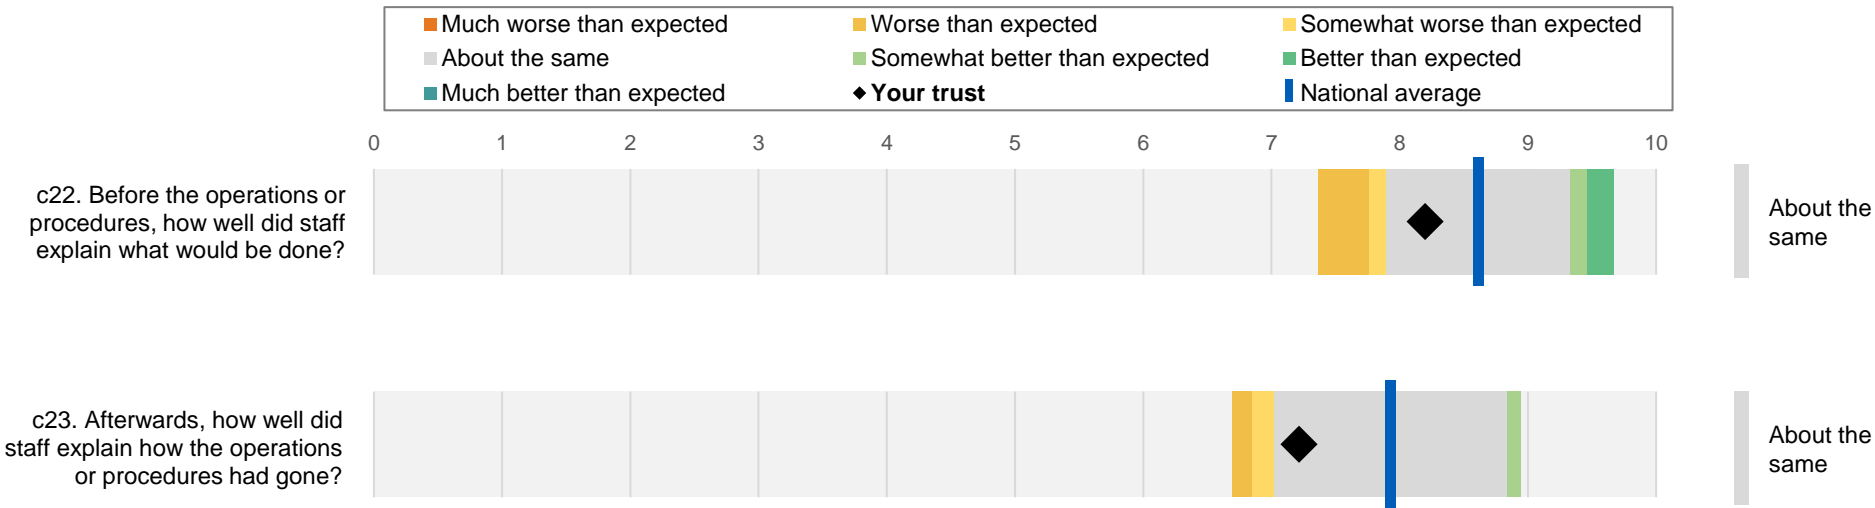 Much worse than expected
Worse than expected
Somewhat worse than expected
About the same
Somewhat better than expected
Better than expected
Much better than expected
Your trust
National average
0 1 2 3 4 5 6 7 8 9 10
c22. Before the operations or
procedures, how well did staff
explain what would be done?
About the
same
c23. Afterwards, how well did
staff explain how the operations
or procedures had gone?
About the
same